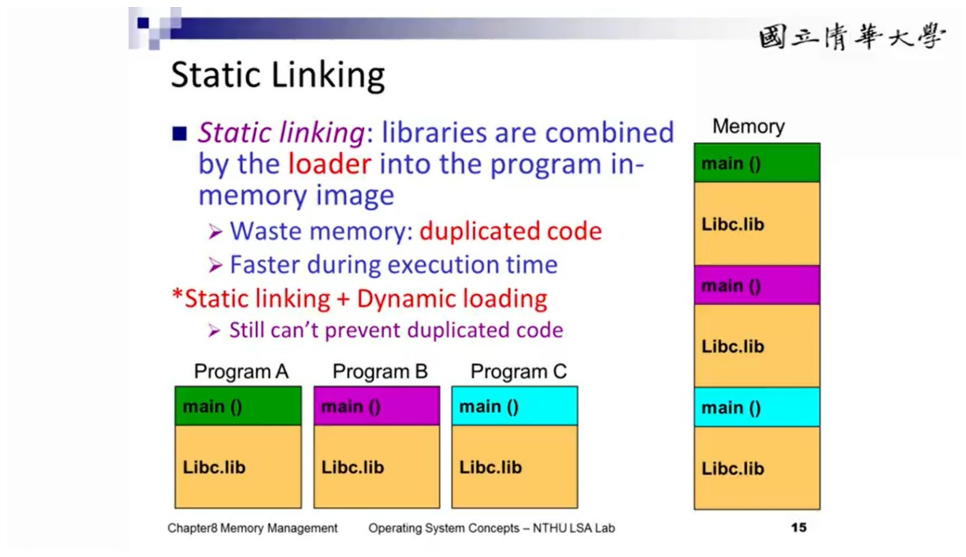 國立清華大學
Static Linking
Static linking: libraries are combined
by the loader into the program in-
memory image
Waste memory: duplicated code
Faster during execution time
*Static linking + Dynamic loading
Still can't prevent duplicated code
Program A
main ()
Libc.lib
Program B
main ()
Libc.lib
Program C
main ()
Libc.lib
Memory
main ()
Libc.lib
main ()
Libc.lib
main ()
Libc.lib
Chapter8 Memory Management
Operating System Concepts – NTHU LSA Lab
15